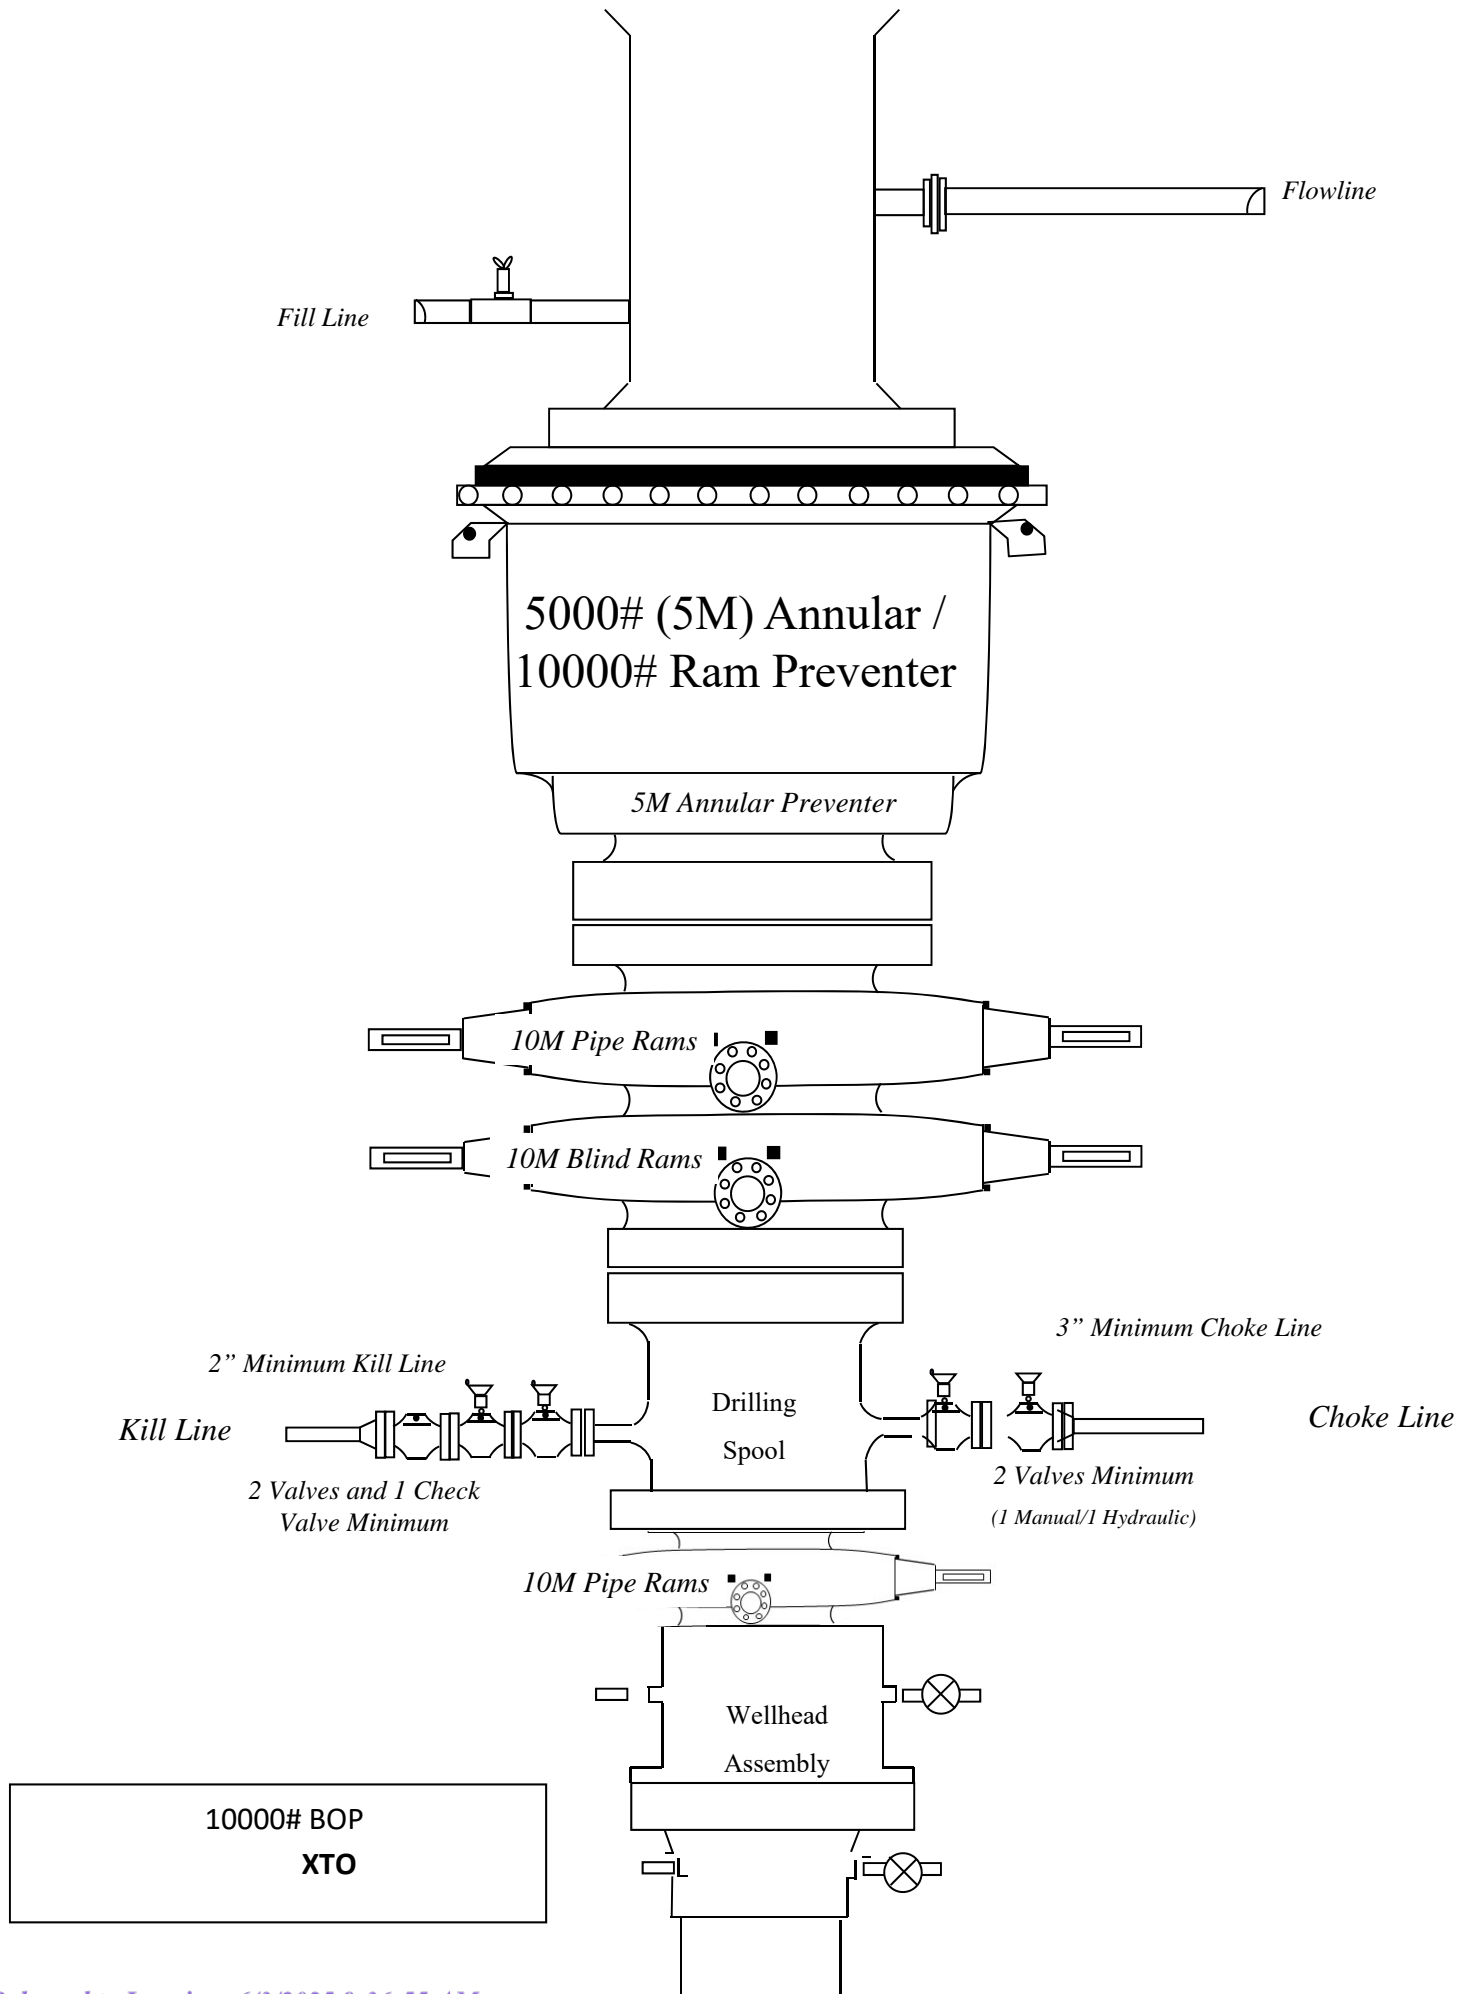 Flowline
Fill Line
5000# (5M) Annular /
10000# Ram Preventer
5M Annular Preventer
10M Pipe Rams
10M Blind Rams
3” Minimum Choke Line
2” Minimum Kill Line
Drilling
Spool
Kill Line
Choke Line
2 Valves and 1 Check
Valve Minimum
2 Valves Minimum
(1 Manual/1 Hydraulic)
10M Pipe Rams
Wellhead
Assembly
10000# BOP
XTO